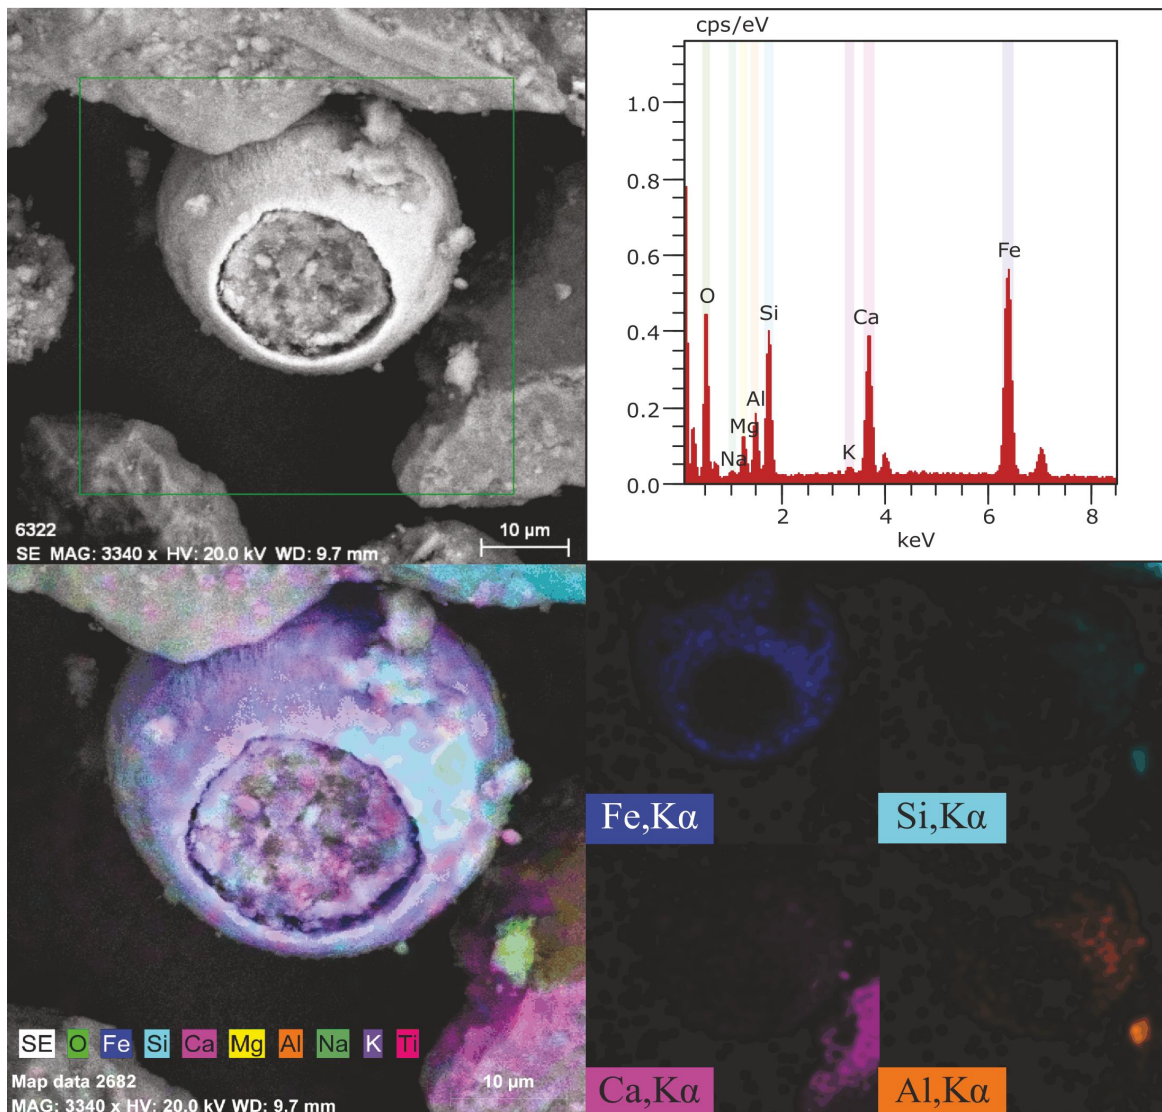 6322
SE MAG: 3340 x HV: 20.0 kV WD: 9.7 mm
10 µm
cps/eV
1.0
0.8
0.6
0.4
0.2
0.0
O
Na
Mg
Al
Si
K
Ca
Fe
2 4 6 8
keV
SE O Fe Si Ca Mg Al Na K Ti
Map data 2682
MAG: 3340 x HV: 20.0 kV WD: 9.7 mm
10 µm
Fe,Kα
Si,Kα
Ca,Kα
Al,Kα